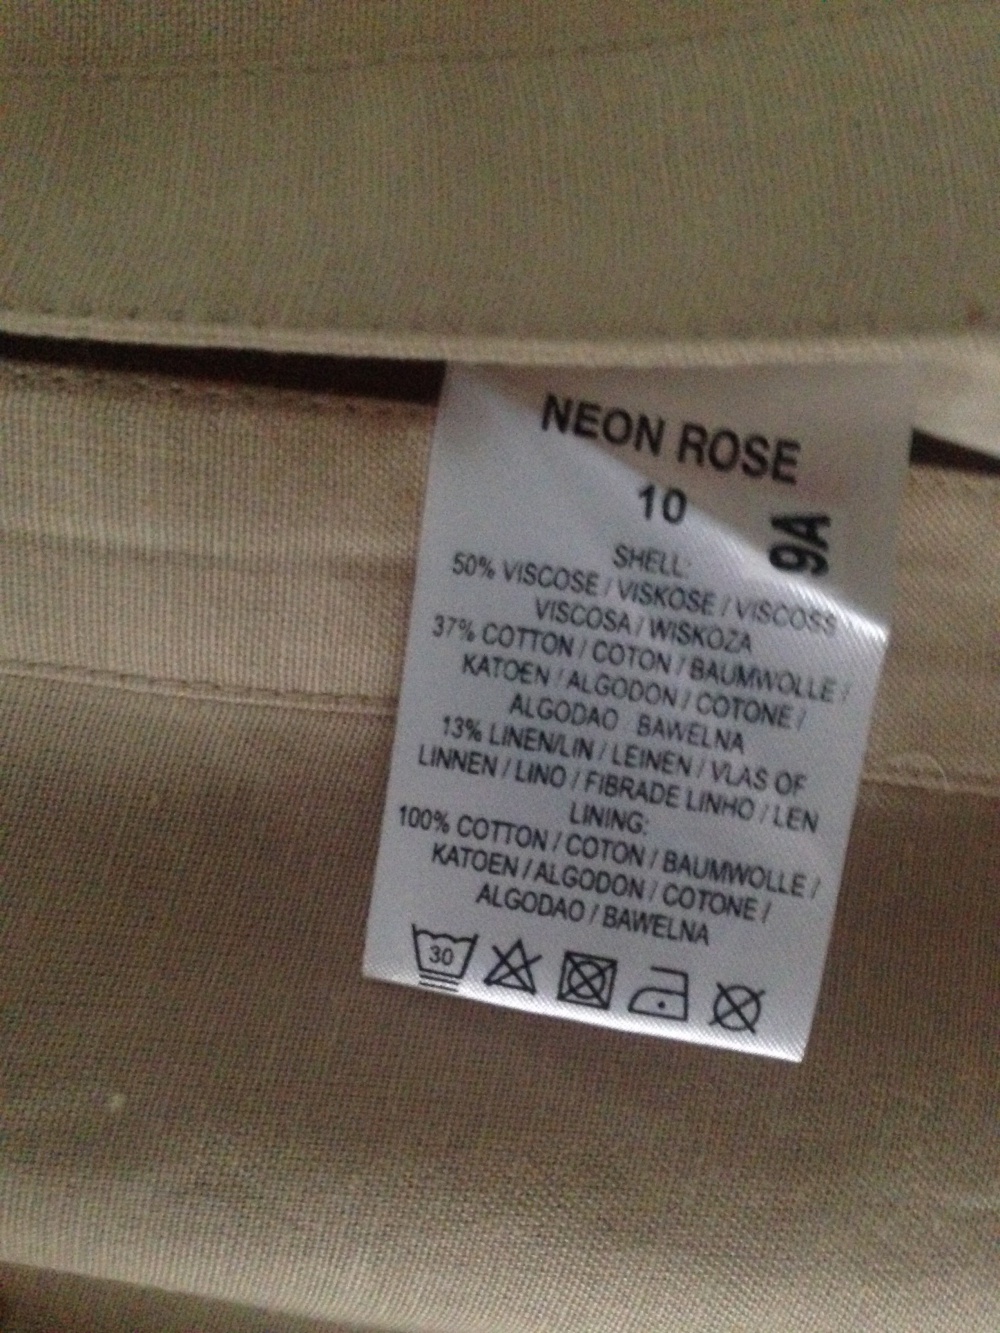 NEON ROSE
10
9A
SHELL:
50% VISCOSE / VISKOSE / VISCOSS
VISCOSA / WISKOZA
37% COTTON / COTON / BAUMWOLLE /
KATOEN / ALGODON / COTONE /
ALGODAO BAWELNA
13% LINEN/LIN / LEINEN / VLAS OF
LINNEN / LINO / FIBRADE LINHO / LEN
LINING:
100% COTTON / COTON / BAUMWOLLE /
KATOEN / ALGODON / COTONE /
ALGODAO / BAWELNA
30